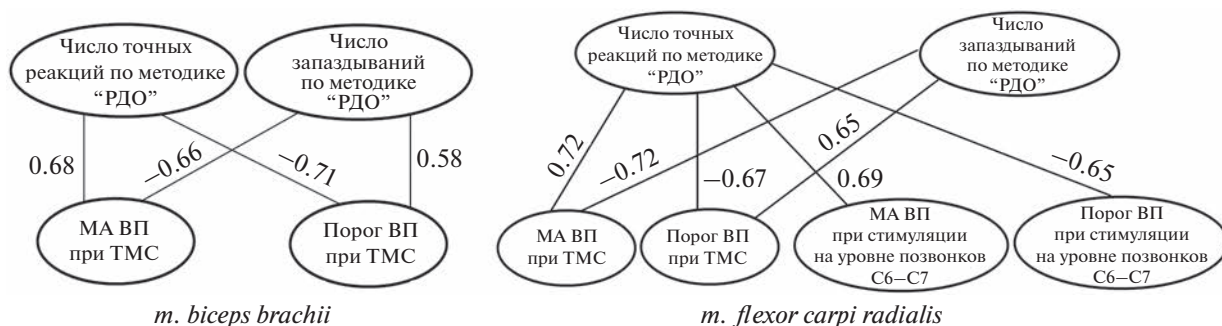 Число точных
реакций по методике
“РДО”
Число
запаздываний
по методике
“РДО”
0.68
−0.66
−0.71
0.58
МА ВП
при ТМС
Порог ВП
при ТМС
m. biceps brachii
Число точных
реакций по методике
“РДО”
Число
запаздываний
по методике
“РДО”
0.72
−0.72
−0.67
0.69
0.65
−0.65
МА ВП
при ТМС
Порог ВП
при ТМС
МА ВП
при стимуляции
на уровне позвонков
С6–С7
Порог ВП
при стимуляции
на уровне позвонков
С6–С7
m. flexor carpi radialis